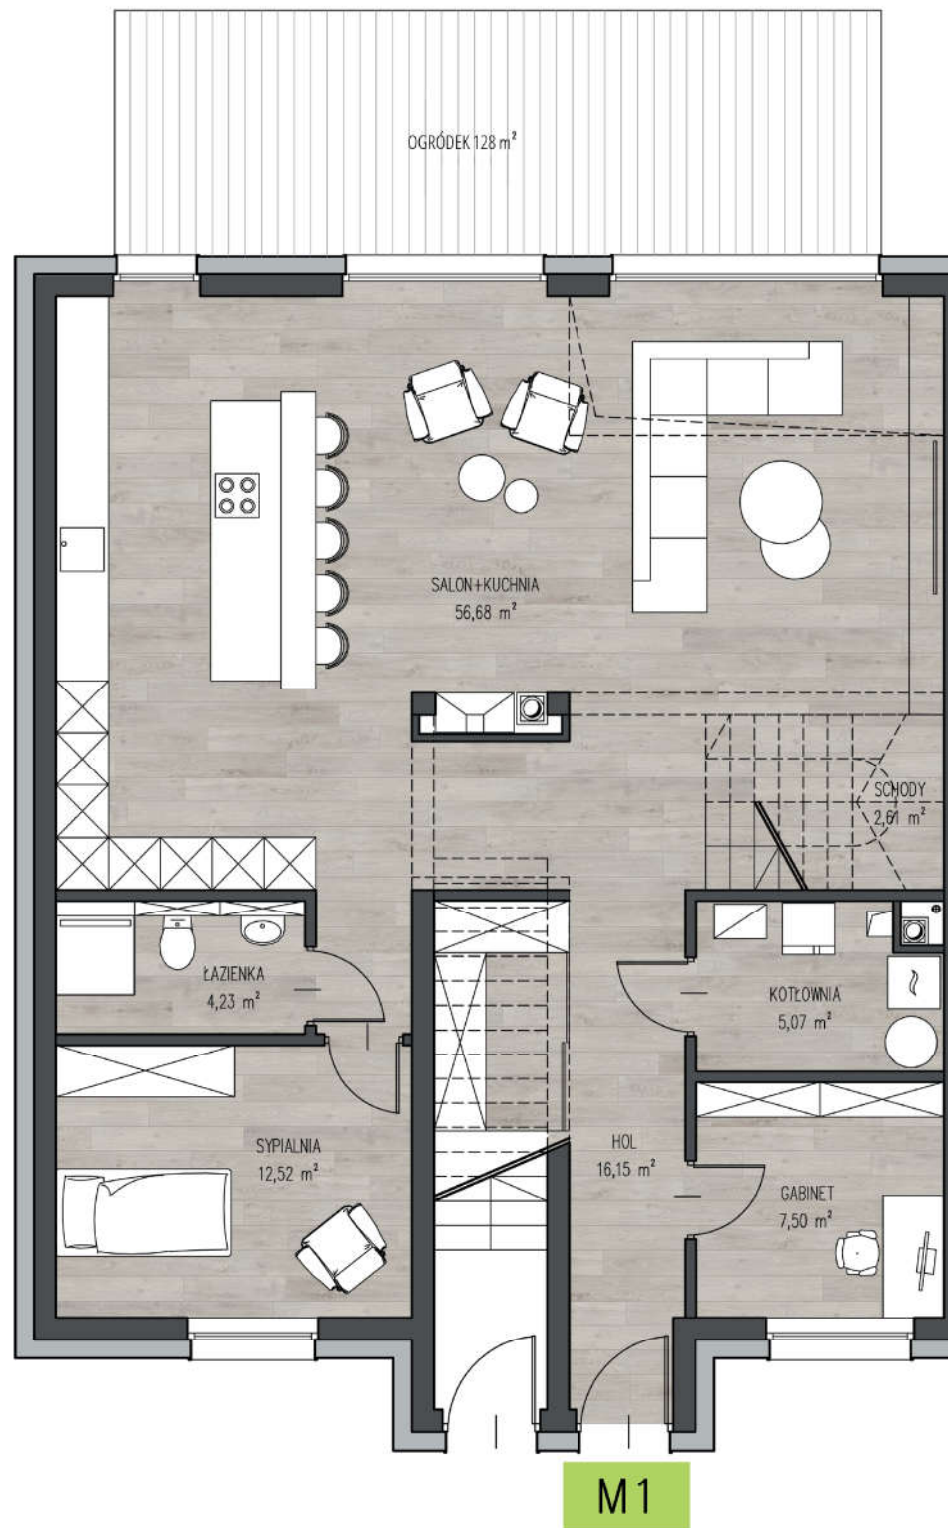 OGRÓDEK 128 m²
SALON+KUCHNIA
56,68 m²
SCHODY
2,61 m²
ŁAZIENKA
4,23 m²
KOTŁOWNIA
5,07 m²
SYPIALNIA
12,52 m²
HOL
16,15 m²
GABINET
7,50 m²
M1